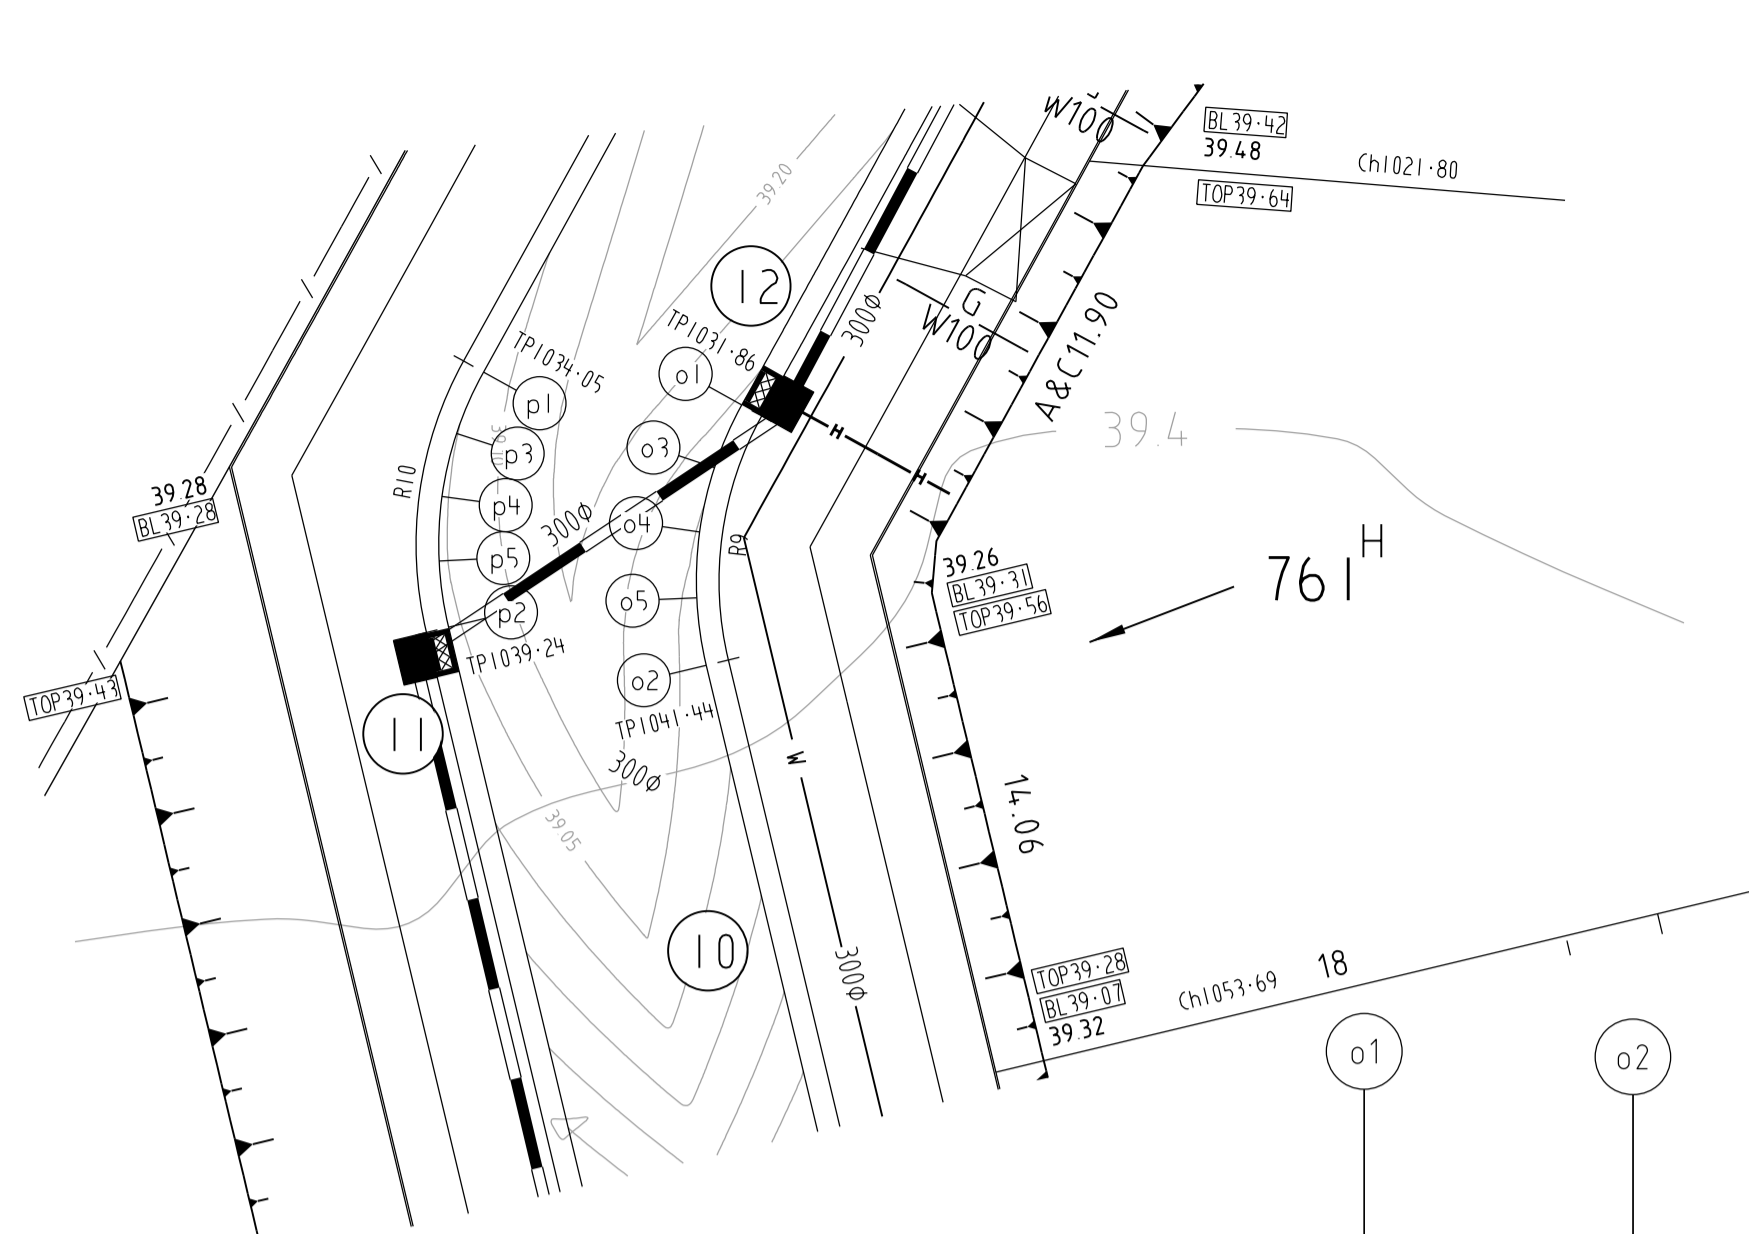 W100
BL39·42
39.48
Ch1021·80
TOP39·64
39.20
12
TP1031·86
300Φ
G
W100
A&C11.90
TP1034·05
o1
p1
39.4
o3
p3
R10
39.28
BL39·28
p4
300Φ
o4
R9
p5
H
H
761H
39.26
BL39·31
TOP39·56
o5
p2
TP1039·24
o2
TOP39·43
TP1041·44
11
300Φ
W
14.06
39.05
10
300Φ
TOP39·28
BL39·07
39.32
Ch1053·69
18
o1
o2